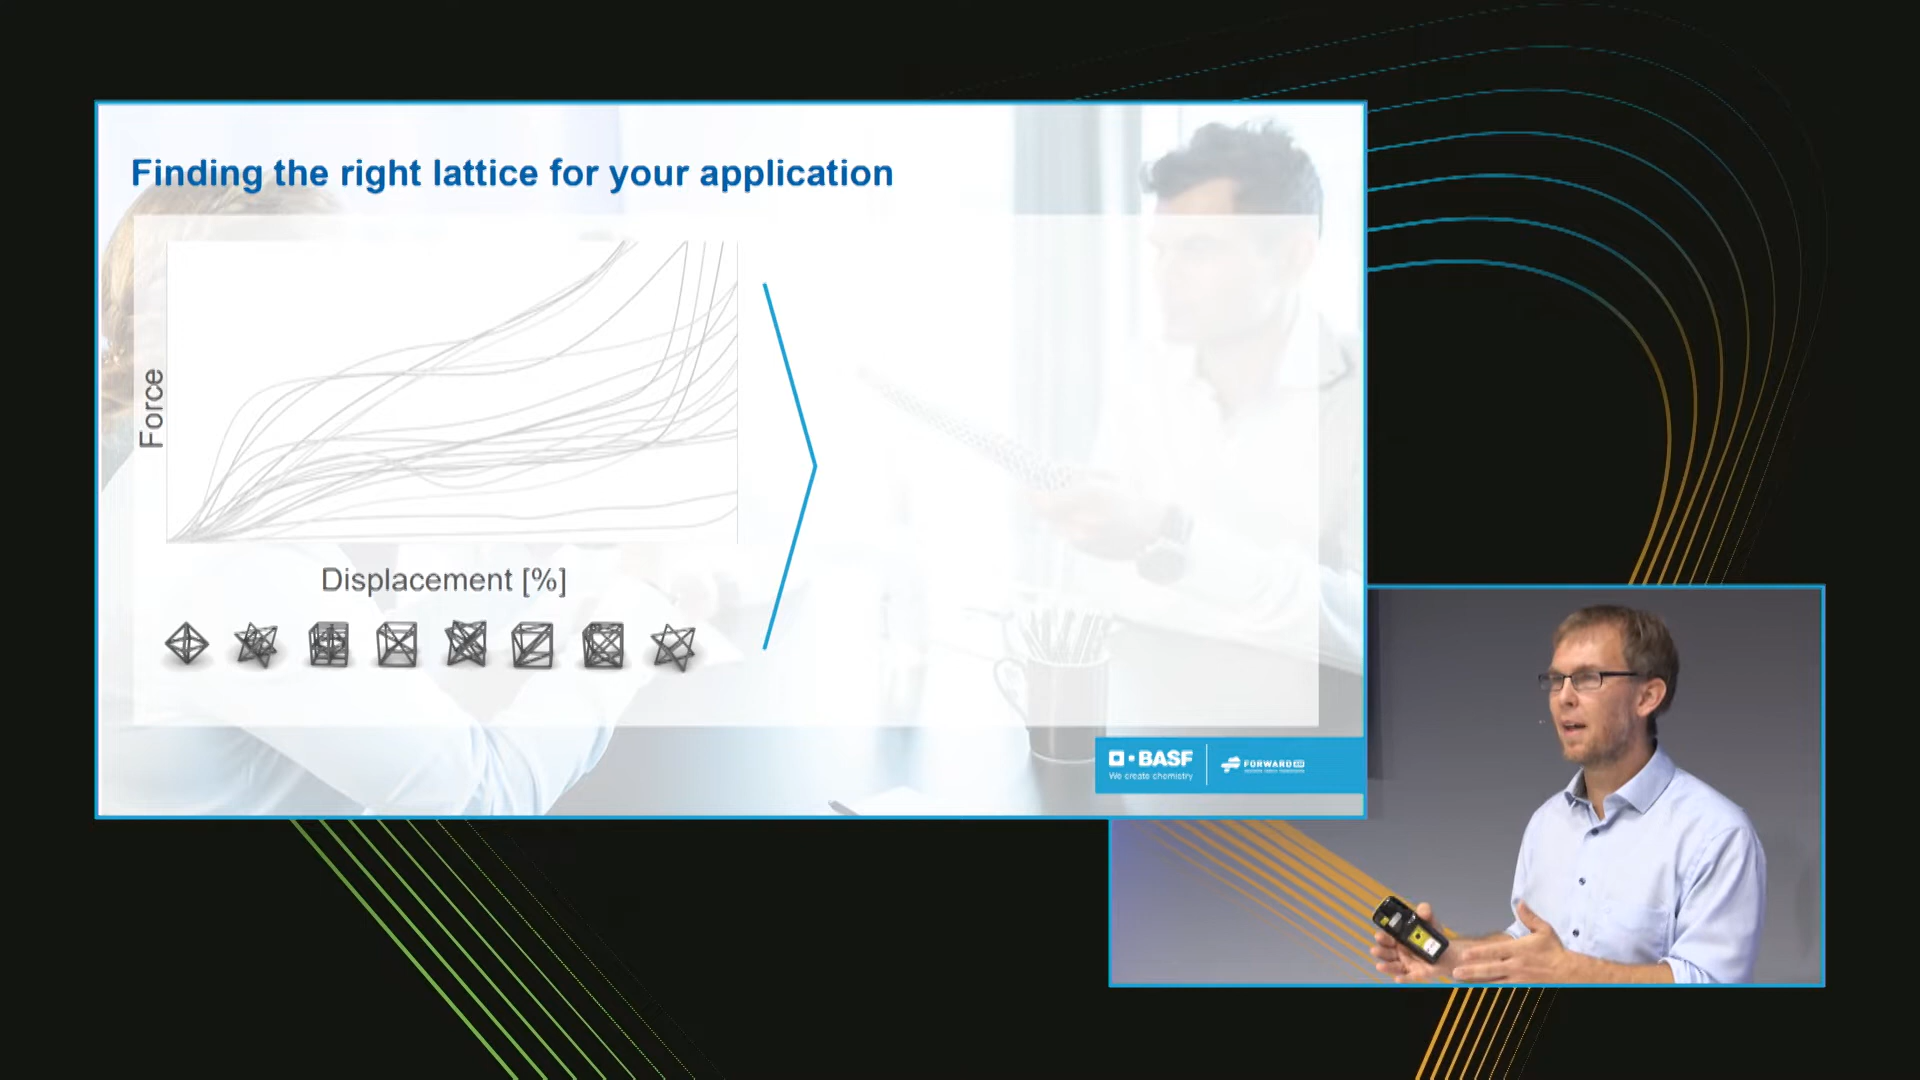 Finding the right lattice for your application
Force
Displacement [%]
BASF
We create chemistry
FORWARD